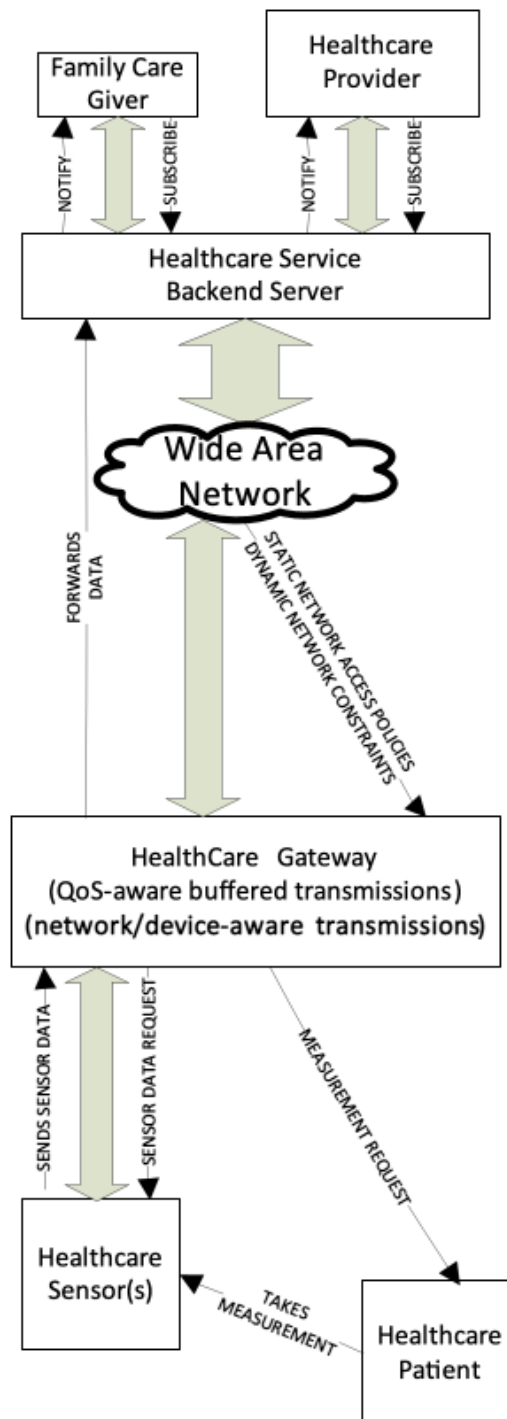 Family Care
Giver
Healthcare
Provider
NOTIFY
SUBSCRIBE
NOTIFY
SUBSCRIBE
Healthcare Service
Backend Server
Wide Area
Network
FORWARDS
DATA
STATIC NETWORK ACCESS POLICIES
DYNAMIC NETWORK CONSTRAINTS
HealthCare Gateway
(QoS-aware buffered transmissions)
(network/device-aware transmissions)
SENDS SENSOR DATA
SENSOR DATA REQUEST
MEASUREMENT REQUEST
Healthcare
Sensor(s)
TAKES
MEASUREMENT
Healthcare
Patient